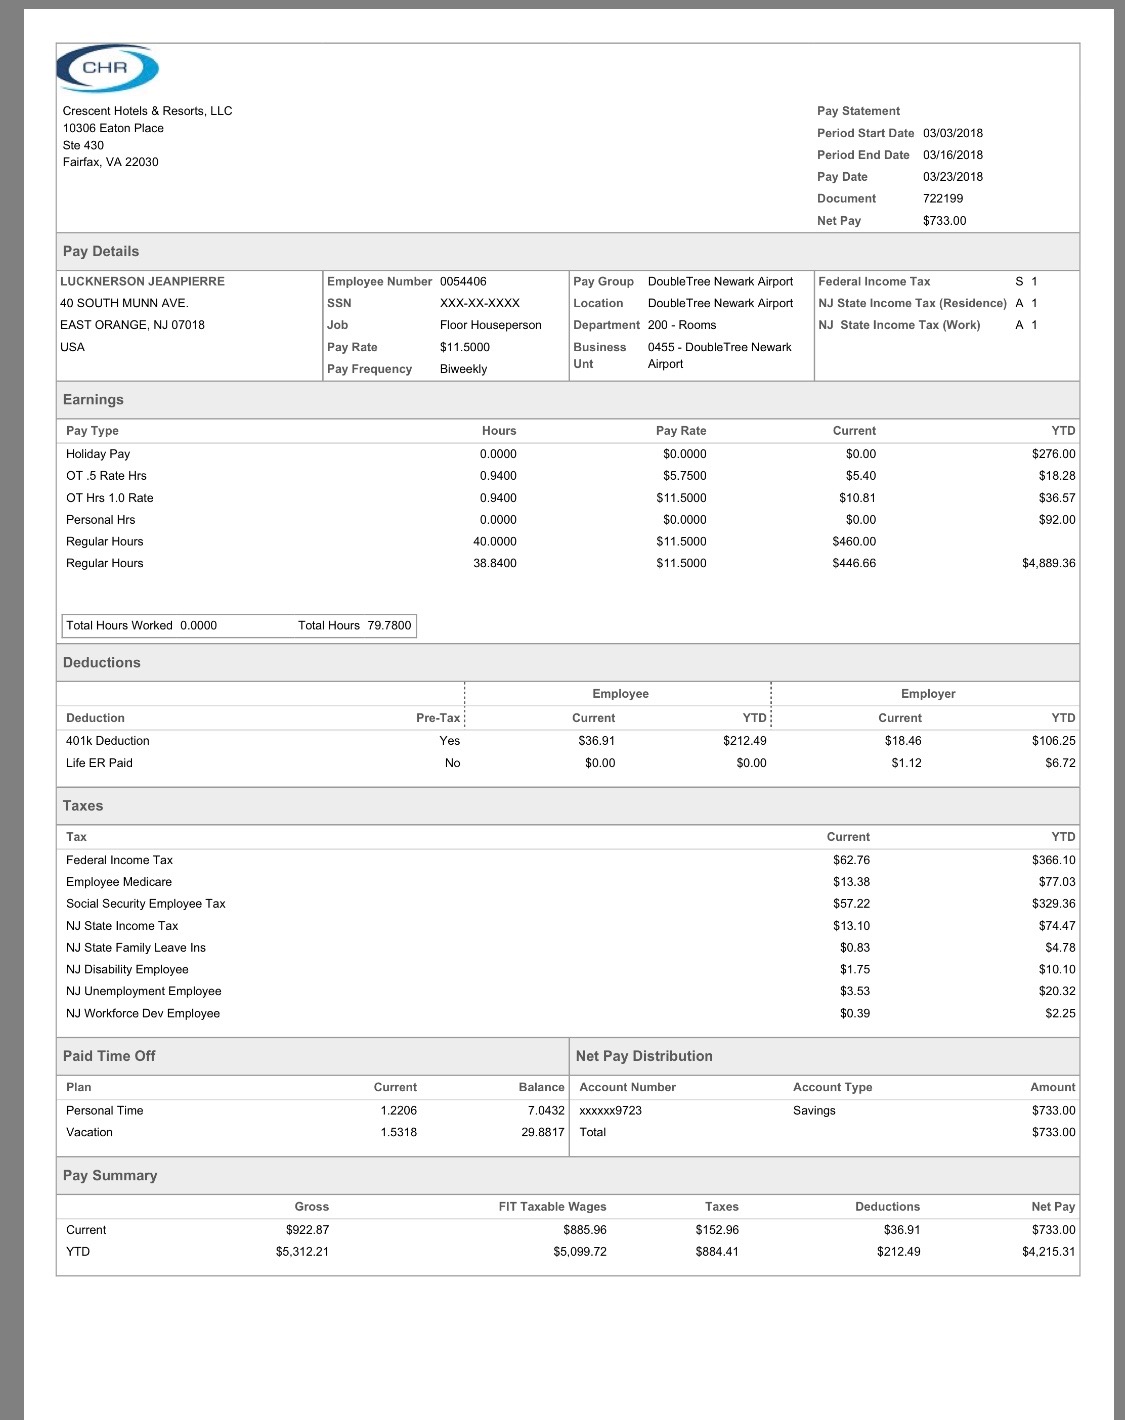 CHR
Crescent Hotels & Resorts, LLC
10306 Eaton Place
Ste 430
Fairfax, VA 22030
Pay Statement
Period Start Date 03/03/2018
Period End Date 03/16/2018
Pay Date 03/23/2018
Document 722199
Net Pay $733.00
Pay Details
LUCKNERSON JEANPIERRE
40 SOUTH MUNN AVE.
EAST ORANGE, NJ 07018
USA
Employee Number 0054406
SSN XXX-XX-XXXX
Job Floor Houseperson
Pay Rate $11.5000
Pay Frequency Biweekly
Pay Group DoubleTree Newark Airport
Location DoubleTree Newark Airport
Department 200 - Rooms
Business 0455 - DoubleTree Newark
Unt Airport
Federal Income Tax S 1
NJ State Income Tax (Residence) A 1
NJ State Income Tax (Work) A 1
Earnings
Pay Type Hours Pay Rate Current YTD
Holiday Pay 0.0000 $0.0000 $0.00 $276.00
OT .5 Rate Hrs 0.9400 $5.7500 $5.40 $18.28
OT Hrs 1.0 Rate 0.9400 $11.5000 $10.81 $36.57
Personal Hrs 0.0000 $0.0000 $0.00 $92.00
Regular Hours 40.0000 $11.5000 $460.00
Regular Hours 38.8400 $11.5000 $446.66 $4,889.36
Total Hours Worked 0.0000 Total Hours 79.7800
Deductions
Employee Employer
Deduction Pre-Tax Current YTD Current YTD
401k Deduction Yes $36.91 $212.49 $18.46 $106.25
Life ER Paid No $0.00 $0.00 $1.12 $6.72
Taxes
Tax Current YTD
Federal Income Tax $62.76 $366.10
Employee Medicare $13.38 $77.03
Social Security Employee Tax $57.22 $329.36
NJ State Income Tax $13.10 $74.47
NJ State Family Leave Ins $0.83 $4.78
NJ Disability Employee $1.75 $10.10
NJ Unemployment Employee $3.53 $20.32
NJ Workforce Dev Employee $0.39 $2.25
Paid Time Off
Plan Current Balance
Personal Time 1.2206 7.0432
Vacation 1.5318 29.8817
Net Pay Distribution
Account Number Account Type Amount
xxxxxx9723 Savings $733.00
Total $733.00
Pay Summary
Gross FIT Taxable Wages Taxes Deductions Net Pay
Current $922.87 $885.96 $152.96 $36.91 $733.00
YTD $5,312.21 $5,099.72 $884.41 $212.49 $4,215.31